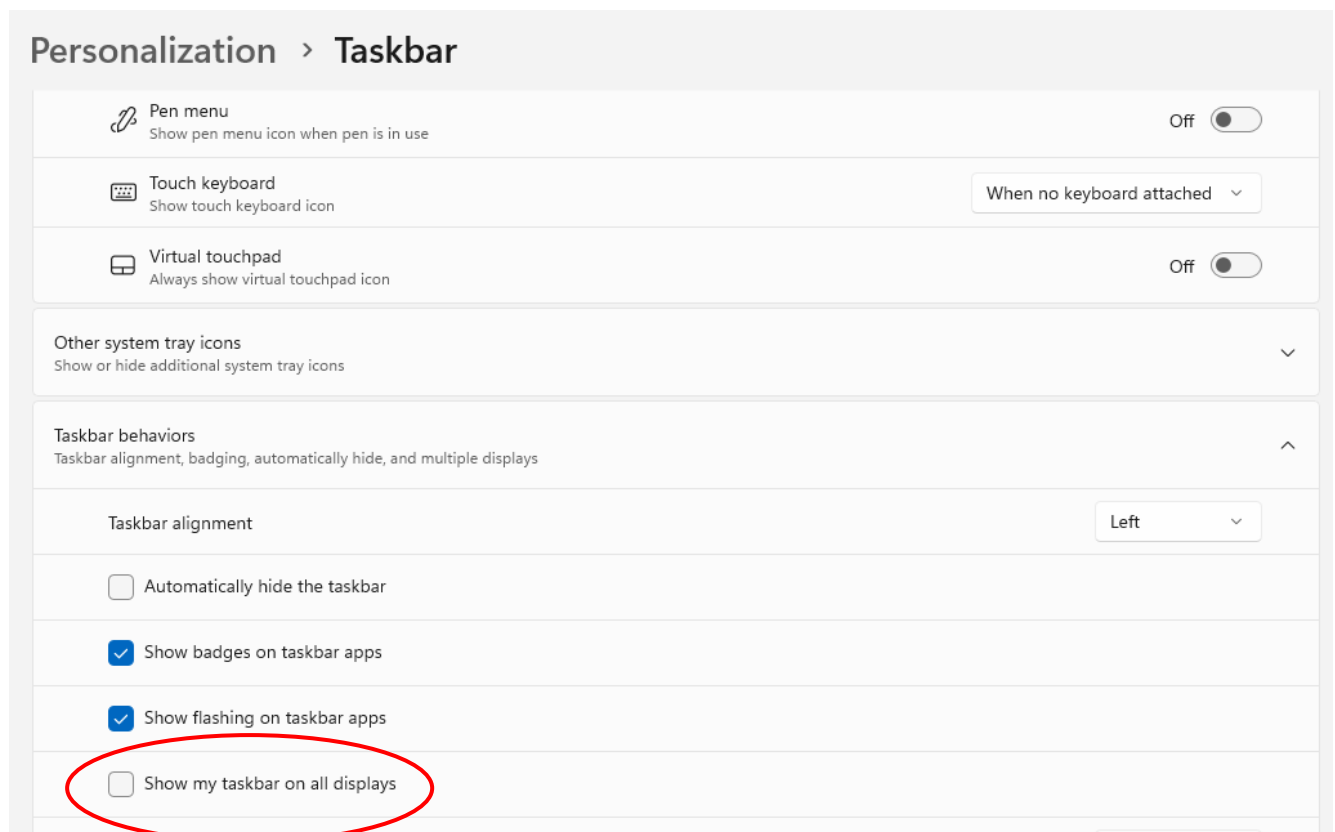 Personalization > Taskbar
Pen menu
Show pen menu icon when pen is in use
Off
Touch keyboard
Show touch keyboard icon
When no keyboard attached
Virtual touchpad
Always show virtual touchpad icon
Off
Other system tray icons
Show or hide additional system tray icons
Taskbar behaviors
Taskbar alignment, badging, automatically hide, and multiple displays
Taskbar alignment
Left
Automatically hide the taskbar
Show badges on taskbar apps
Show flashing on taskbar apps
Show my taskbar on all displays